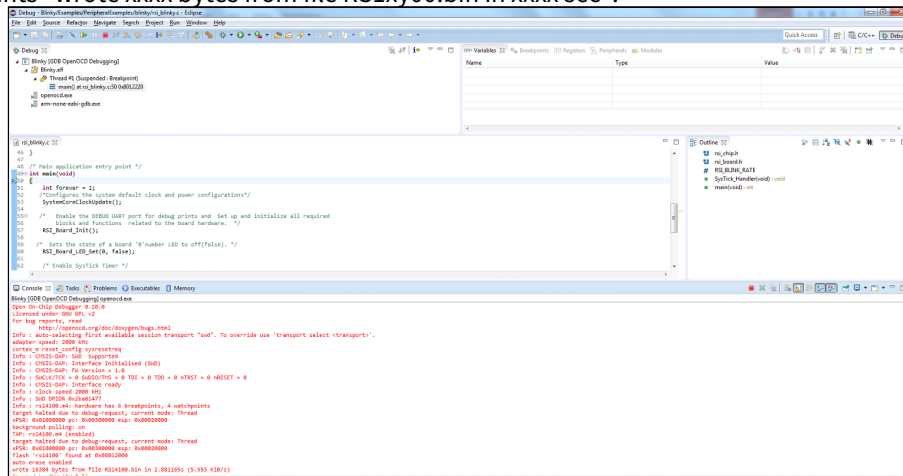 Debug - Blinky/Examples/PeripheralExamples/blinky/rsi_blinky.c - Eclipse
File Edit Source Refactor Navigate Search Project Run Window Help
Quick Access C/C++ Debug
Debug
Blinky [GDB OpenOCD Debugging]
Blinky.elf
Thread #1 (Suspended : Breakpoint)
main() at rsi_blinky.c:50 0x8012220
openocd.exe
arm-none-eabi-gdb.exe
Variables Breakpoints Registers Peripherals Modules
Name Type Value
rsi_blinky.c
46 }
47
48 /* Main application entry point */
49 int main(void)
50 {
51 int forever = 1;
52 /*Configures the system default clock and power configurations*/
53 SystemCoreClockUpdate();
54
55 /* Enable the DEBUG UART port for debug prints and Set up and initialize all required
56 blocks and functions related to the board hardware. */
57 RSI_Board_Init();
58
59 /* Sets the state of a board '0'number LED to off(false). */
60 RSI_Board_LED_Set(0, false);
61
62 /* Enable SysTick Timer */
Outline
rsi_chip.h
rsi_board.h
RSI_BLINK_RATE
SysTick_Handler(void) : void
main(void) : int
Console Tasks Problems Executables Memory
Blinky [GDB OpenOCD Debugging] openocd.exe
Open On-Chip Debugger 0.10.0
Licensed under GNU GPL v2
For bug reports, read
http://openocd.org/doc/doxygen/bugs.html
Info : auto-selecting first available session transport "swd". To override use 'transport select <transport>'.
adapter speed: 2000 kHz
cortex_m reset_config sysresetreq
Info : CMSIS-DAP: SWD Supported
Info : CMSIS-DAP: Interface Initialised (SWD)
Info : CMSIS-DAP: FW Version = 1.0
Info : SWCLK/TCK = 0 SWDIO/TMS = 0 TDI = 0 TDO = 0 nTRST = 0 nRESET = 0
Info : CMSIS-DAP: Interface ready
Info : clock speed 2000 kHz
Info : SWD DPIDR 0x2ba01477
Info : rsi4100.m4: hardware has 6 breakpoints, 4 watchpoints
target halted due to debug-request, current mode: Thread
xPSR: 0x01000000 pc: 0x00300000 msp: 0x00020000
background polling: on
TAP: rsi4100.m4 (enabled)
target halted due to debug-request, current mode: Thread
xPSR: 0x01000000 pc: 0x00300000 msp: 0x00020000
flash 'rsi4100' found at 0x08012000
auto erase enabled
wrote 16384 bytes from file RSI4100.bin in 2.881165s (5.553 KiB/s)